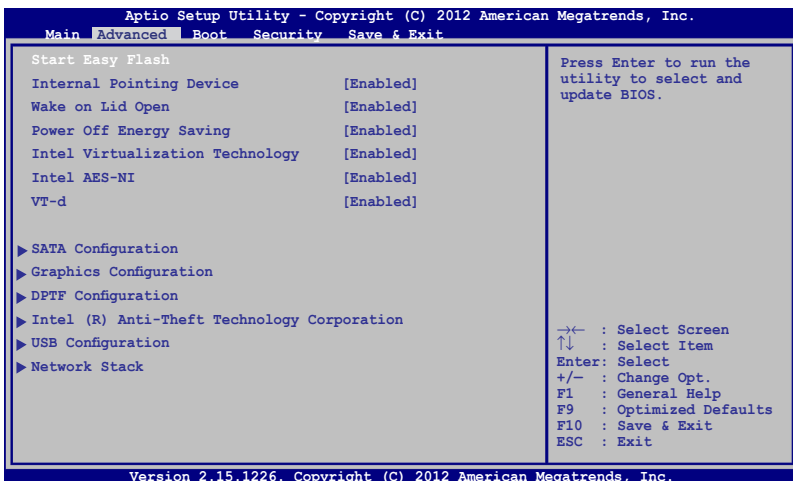 Aptio Setup Utility - Copyright (C) 2012 American Megatrends, Inc.
Main Advanced Boot Security Save & Exit
Start Easy Flash
Internal Pointing Device [Enabled]
Wake on Lid Open [Enabled]
Power Off Energy Saving [Enabled]
Intel Virtualization Technology [Enabled]
Intel AES-NI [Enabled]
VT-d [Enabled]
SATA Configuration
Graphics Configuration
DPTF Configuration
Intel (R) Anti-Theft Technology Corporation
USB Configuration
Network Stack
Press Enter to run the
utility to select and
update BIOS.
→← : Select Screen
↑↓ : Select Item
Enter: Select
+/— : Change Opt.
F1 : General Help
F9 : Optimized Defaults
F10 : Save & Exit
ESC : Exit
Version 2.15.1226. Copyright (C) 2012 American Megatrends, Inc.